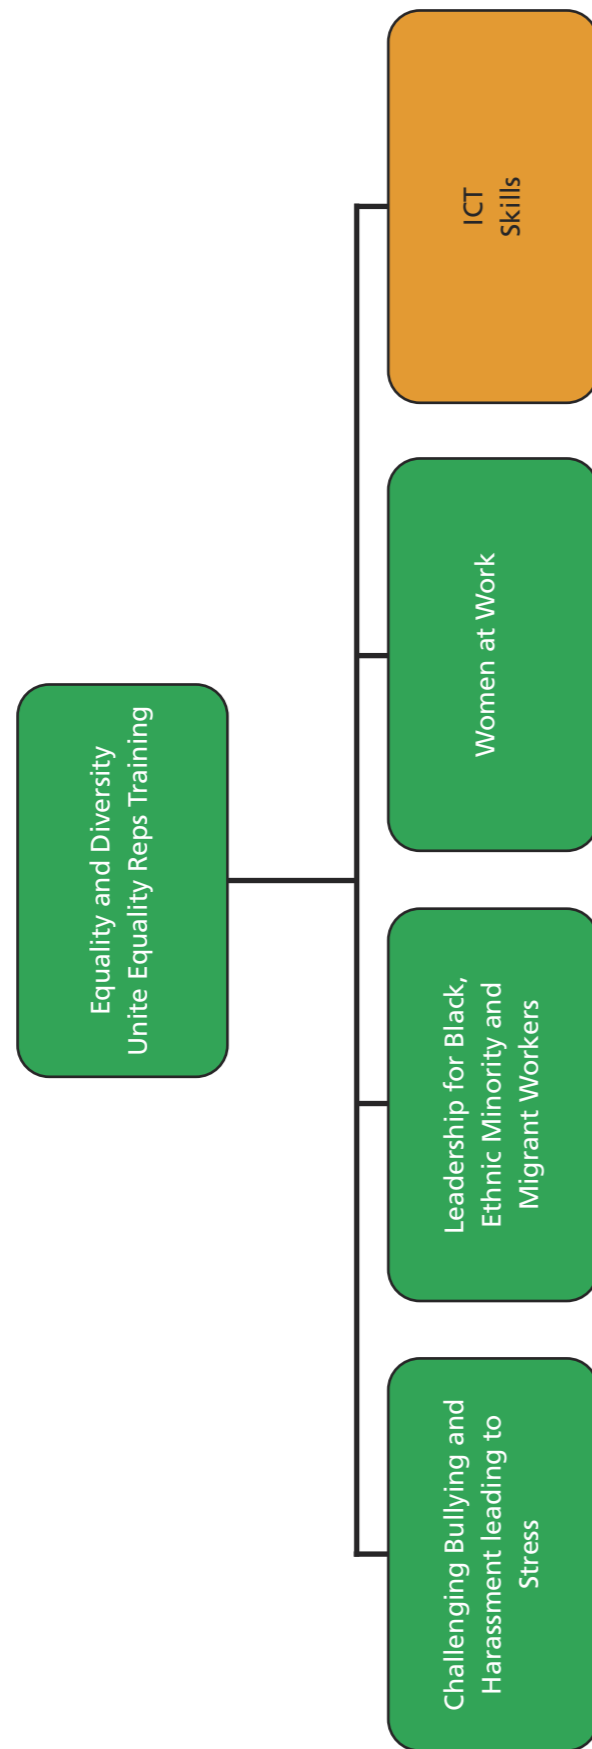 Equality and Diversity
Unite Equality Reps Training
Challenging Bullying and
Harassment leading to
Stress
Leadership for Black,
Ethnic Minority and
Migrant Workers
Women at Work
ICT
Skills